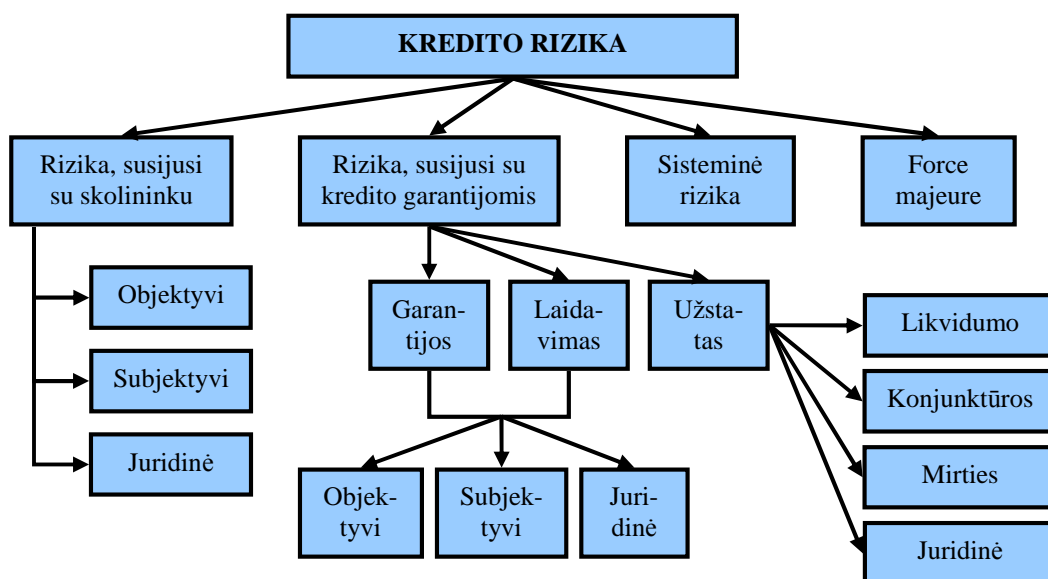 KREDITO RIZIKA
Rizika, susijusi
su skolininku
Rizika, susijusi su
kredito garantijomis
Sisteminė
rizika
Force
majeure
Objektyvi
Subjektyvi
Juridinė
Garan-
tijos
Laida-
vimas
Užsta-
tas
Likvidumo
Konjunktūros
Mirties
Juridinė
Objek-
tyvi
Subjek-
tyvi
Juri-
dinė